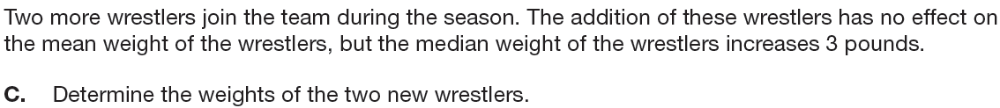 Two more wrestlers join the team during the season. The addition of these wrestlers has no effect on
the mean weight of the wrestlers, but the median weight of the wrestlers increases 3 pounds.
C. Determine the weights of the two new wrestlers.